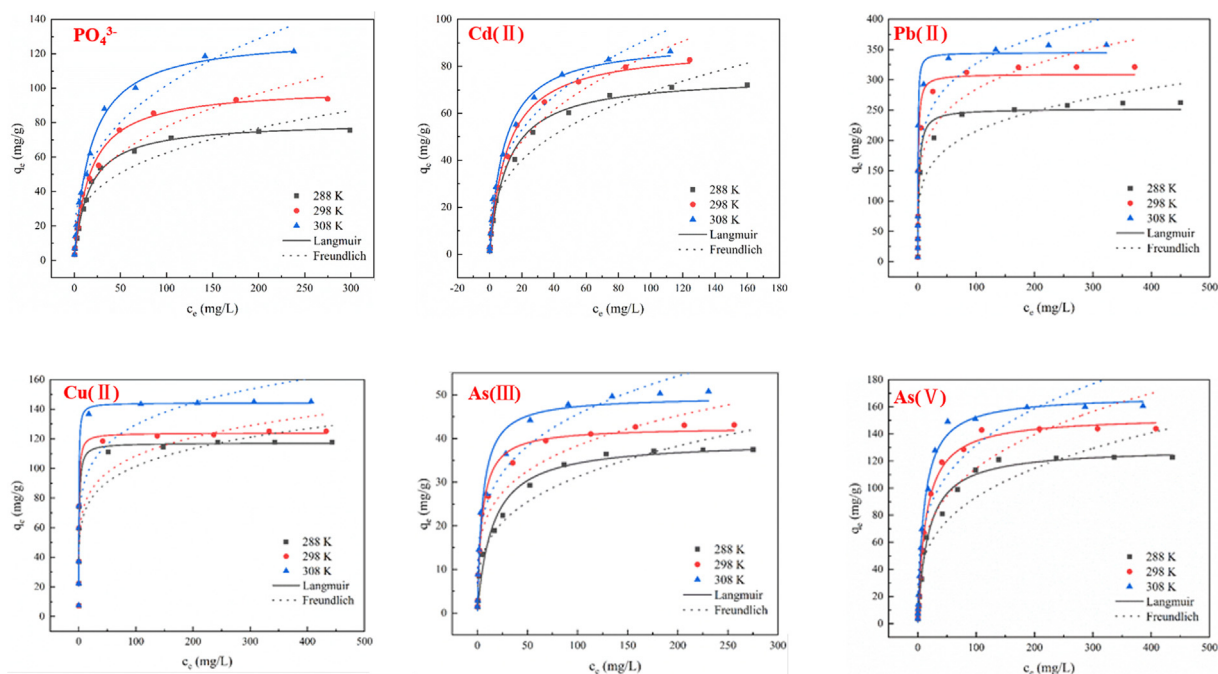 PO₄³⁻
140
120
100
80
60
40
20
0
qₑ (mg/g)
288 K
298 K
308 K
Langmuir
Freundlich
0 50 100 150 200 250 300
cₑ (mg/L)
Cd(Ⅱ)
100
80
60
40
20
0
qₑ (mg/g)
288 K
298 K
308 K
Langmuir
Freundlich
-20 0 20 40 60 80 100 120 140 160 180
cₑ (mg/L)
Pb(Ⅱ)
400
350
300
250
200
150
100
50
0
qₑ (mg/g)
288 K
298 K
308 K
Langmuir
Freundlich
0 100 200 300 400 500
cₑ (mg/L)
Cu(Ⅱ)
160
140
120
100
80
60
40
20
0
qₑ (mg/g)
288 K
298 K
308 K
Langmuir
Freundlich
0 100 200 300 400 500
cₑ (mg/L)
As(Ⅲ)
50
40
30
20
10
0
qₑ (mg/g)
288 K
298 K
308 K
Langmuir
Freundlich
0 50 100 150 200 250 300
cₑ (mg/L)
As(Ⅴ)
180
160
140
120
100
80
60
40
20
0
qₑ (mg/g)
288 K
298 K
308 K
Langmuir
Freundlich
0 100 200 300 400 500
cₑ (mg/L)